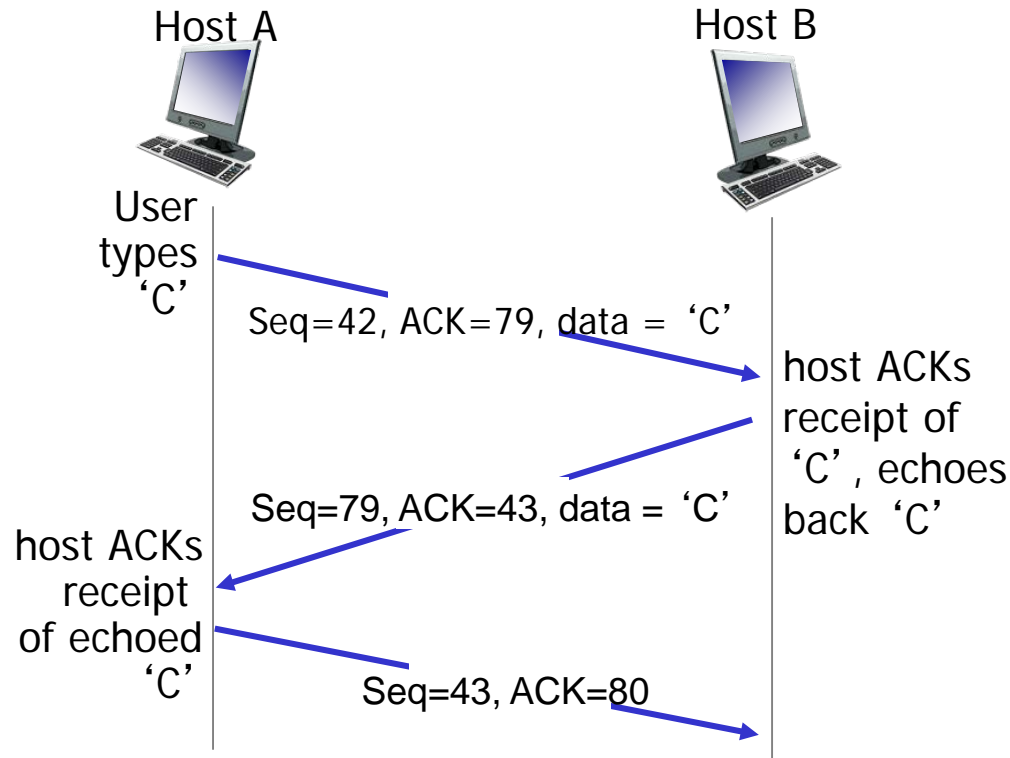 Host A
Host B
User
types
‘C’
Seq=42, ACK=79, data = ‘C’
host ACKs
receipt of
‘C’, echoes
back ‘C’
Seq=79, ACK=43, data = ‘C’
host ACKs
receipt
of echoed
‘C’
Seq=43, ACK=80